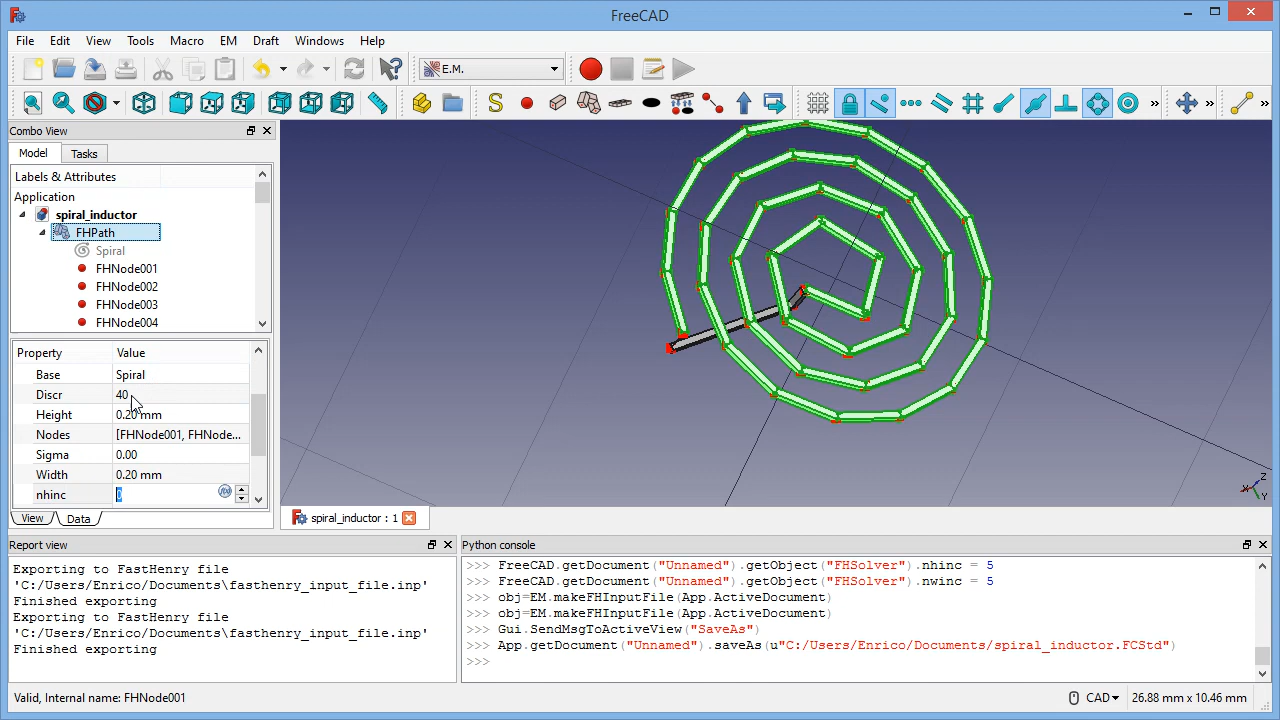 FreeCAD
File Edit View Tools Macro EM Draft Windows Help
E.M.
S
»
»
»
Combo View
Model Tasks
Labels & Attributes
Application
spiral_inductor
FHPath
Spiral
FHNode001
FHNode002
FHNode003
FHNode004
Property Value
Base Spiral
Discr 40
Height 0.20 mm
Nodes [FHNode001, FHNode...
Sigma 0.00
Width 0.20 mm
nhinc 0
View Data
Z
Y
spiral_inductor : 1
Report view
Exporting to FastHenry file
'C:/Users/Enrico/Documents\fasthenry_input_file.inp'
Finished exporting
Exporting to FastHenry file
'C:/Users/Enrico/Documents\fasthenry_input_file.inp'
Finished exporting
Python console
>>> FreeCAD.getDocument("Unnamed").getObject("FHSolver").nhinc = 5
>>> FreeCAD.getDocument("Unnamed").getObject("FHSolver").nwinc = 5
>>> obj=EM.makeFHInputFile(App.ActiveDocument)
>>> obj=EM.makeFHInputFile(App.ActiveDocument)
>>> Gui.SendMsgToActiveView("SaveAs")
>>> App.getDocument("Unnamed").saveAs(u"C:/Users/Enrico/Documents/spiral_inductor.FCStd")
>>>
Valid, Internal name: FHNode001
CAD
26.88 mm x 10.46 mm